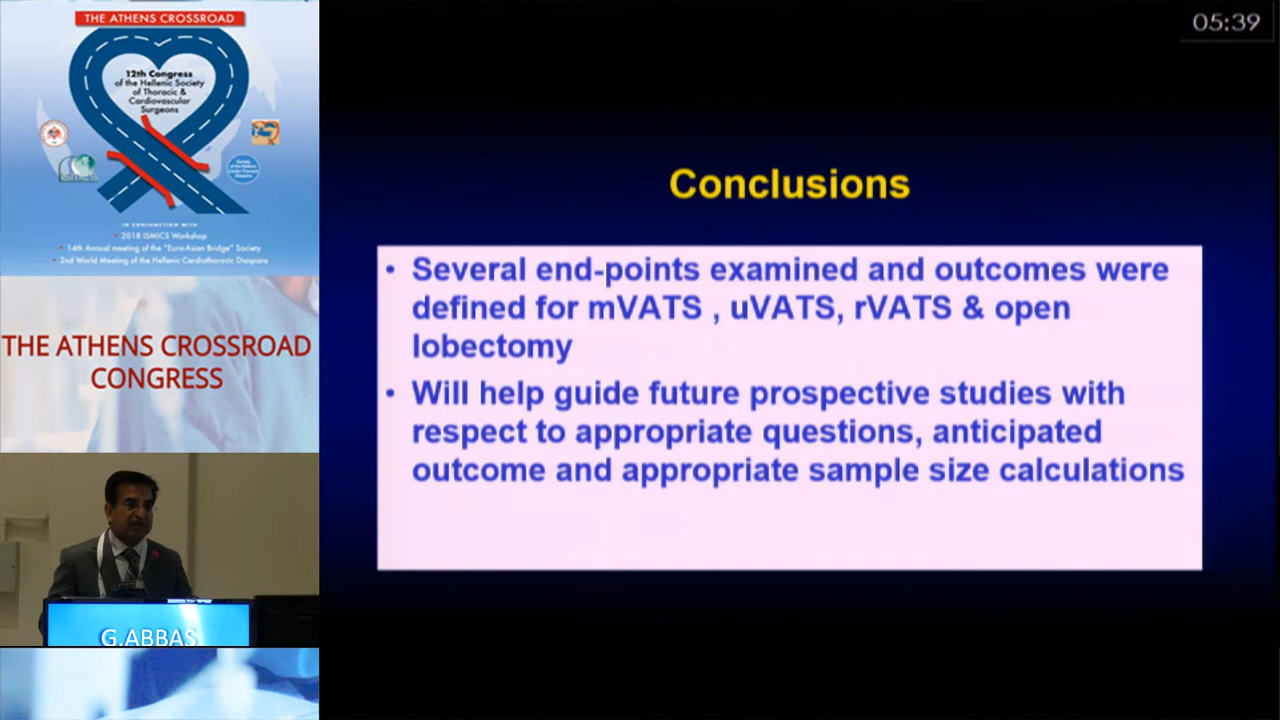 THE ATHENS CROSSROAD
12th Congress
of the Hellenic Society
of Thoracic &
Cardiovascular
Surgeons
IN CONJUNCTION WITH
• 2018 ISMICS Workshop
• 14th Annual meeting of the "Euro-Asian Bridge" Society
• 2nd World Meeting of the Hellenic Cardiothoracic Diaspora
THE ATHENS CROSSROAD
CONGRESS
G.ABBAS
05:39
Conclusions
• Several end-points examined and outcomes were
defined for mVATS , uVATS, rVATS & open
lobectomy
• Will help guide future prospective studies with
respect to appropriate questions, anticipated
outcome and appropriate sample size calculations